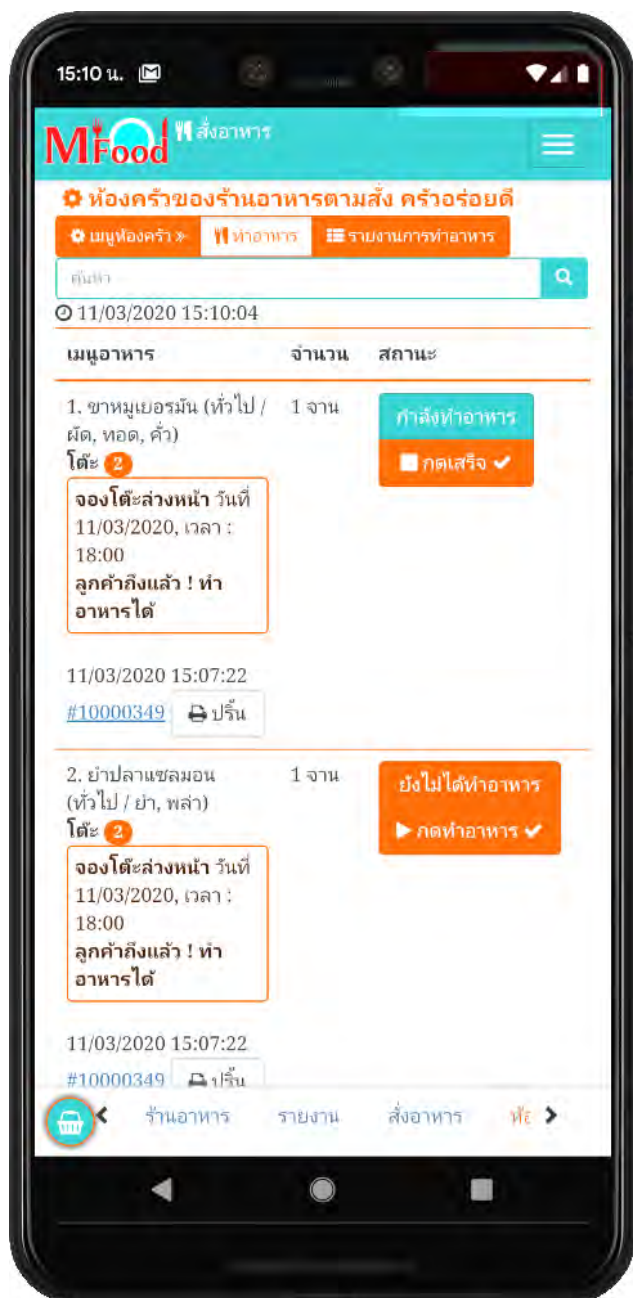 15:10 น.
MFood สั่งอาหาร
ห้องครัวของร้านอาหารตามสั่ง ครัวอร่อยดี
เมนูห้องครัว » ทำอาหาร รายงานการทำอาหาร
ค้นหา
11/03/2020 15:10:04
เมนูอาหาร จำนวน สถานะ
1. ขาหมูเยอรมัน (ทั่วไป / 1 จาน กำลังทำอาหาร
ผัด, ทอด, คั่ว)
โต๊ะ 2 กดเสร็จ
จองโต๊ะล่างหน้า วันที่
11/03/2020, เวลา :
18:00
ลูกค้าถึงแล้ว ! ทำ
อาหารได้
11/03/2020 15:07:22
#10000349 ปริ้น
2. ยำปลาแซลมอน 1 จาน ยังไม่ได้ทำอาหาร
(ทั่วไป / ยำ, พล่า)
โต๊ะ 2 กดทำอาหาร
จองโต๊ะล่างหน้า วันที่
11/03/2020, เวลา :
18:00
ลูกค้าถึงแล้ว ! ทำ
อาหารได้
11/03/2020 15:07:22
#10000349 ปริ้น
ร้านอาหาร รายงาน สั่งอาหาร